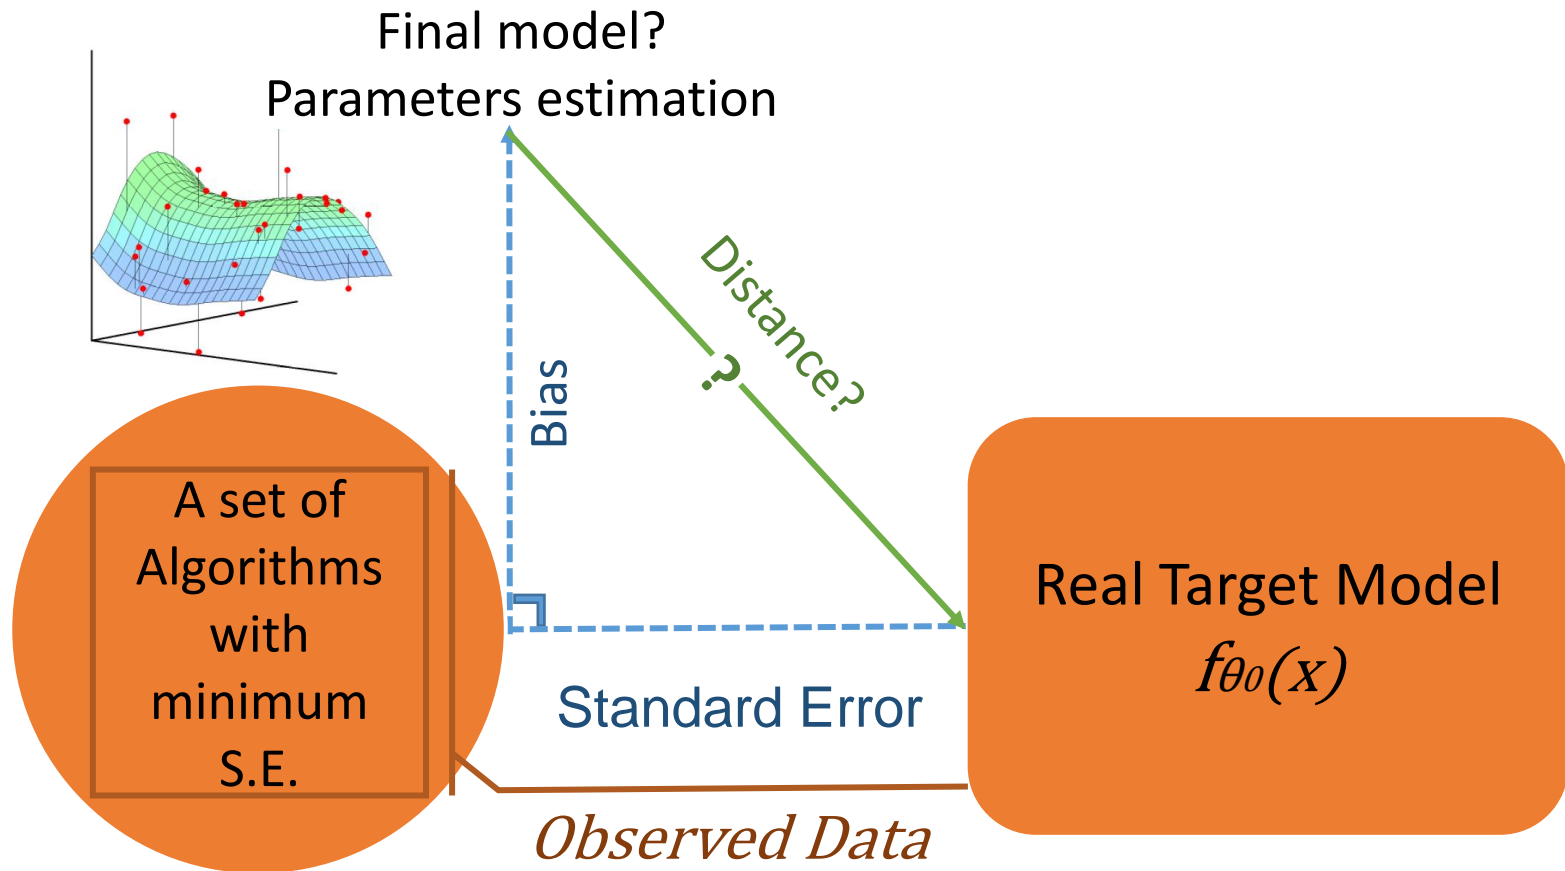 Final model?
Parameters estimation
Distance?
?
Bias
A set of
Algorithms
with
minimum
S.E.
Real Target Model
fθ0(x)
Standard Error
Observed Data